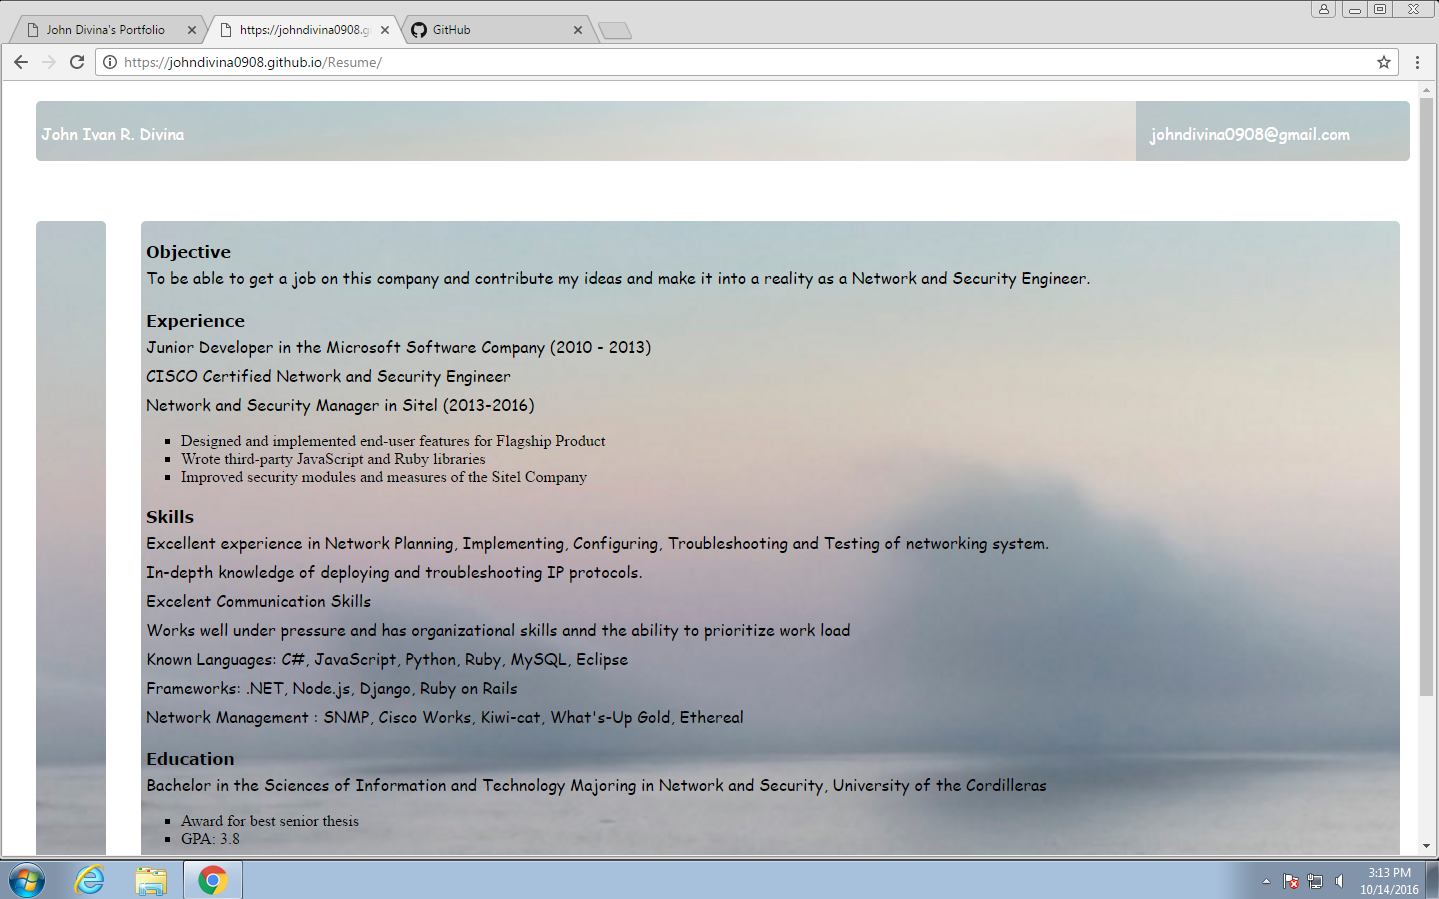 John Divina's Portfolio
https://johndivina0908.g
GitHub
https://johndivina0908.github.io/Resume/
John Ivan R. Divina
johndivina0908@gmail.com
Objective
To be able to get a job on this company and contribute my ideas and make it into a reality as a Network and Security Engineer.
Experience
Junior Developer in the Microsoft Software Company (2010 - 2013)
CISCO Certified Network and Security Engineer
Network and Security Manager in Sitel (2013-2016)
Designed and implemented end-user features for Flagship Product
Wrote third-party JavaScript and Ruby libraries
Improved security modules and measures of the Sitel Company
Skills
Excellent experience in Network Planning, Implementing, Configuring, Troubleshooting and Testing of networking system.
In-depth knowledge of deploying and troubleshooting IP protocols.
Excelent Communication Skills
Works well under pressure and has organizational skills annd the ability to prioritize work load
Known Languages: C#, JavaScript, Python, Ruby, MySQL, Eclipse
Frameworks: .NET, Node.js, Django, Ruby on Rails
Network Management : SNMP, Cisco Works, Kiwi-cat, What's-Up Gold, Ethereal
Education
Bachelor in the Sciences of Information and Technology Majoring in Network and Security, University of the Cordilleras
Award for best senior thesis
GPA: 3.8
3:13 PM
10/14/2016